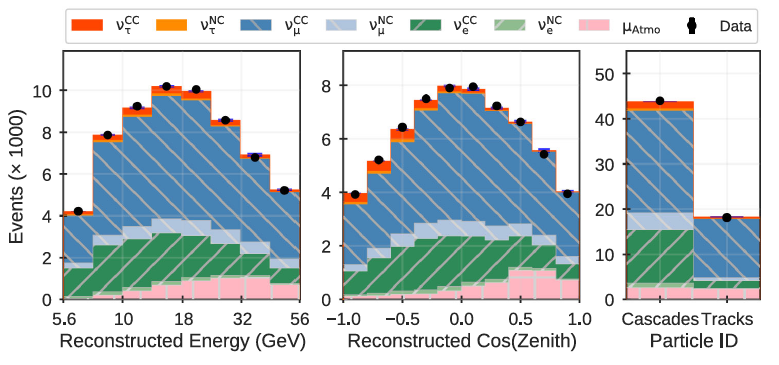 ν_τ^CC ν_τ^NC ν_μ^CC ν_μ^NC ν_e^CC ν_e^NC μ_Atmo Data
Events (× 1000)
10
8
6
4
2
0
5.6 10 18 32 56
Reconstructed Energy (GeV)
8
6
4
2
0
−1.0 −0.5 0.0 0.5 1.0
Reconstructed Cos(Zenith)
50
40
30
20
10
0
Cascades Tracks
Particle ID